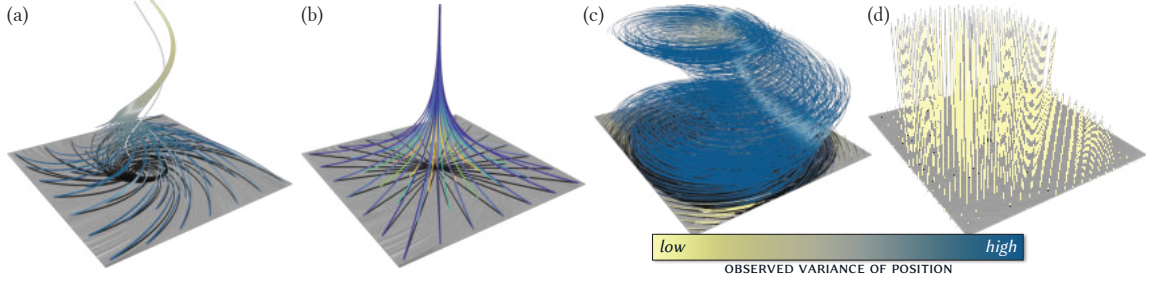 (a)
(b)
(c)
(d)
low
high
OBSERVED VARIANCE OF POSITION